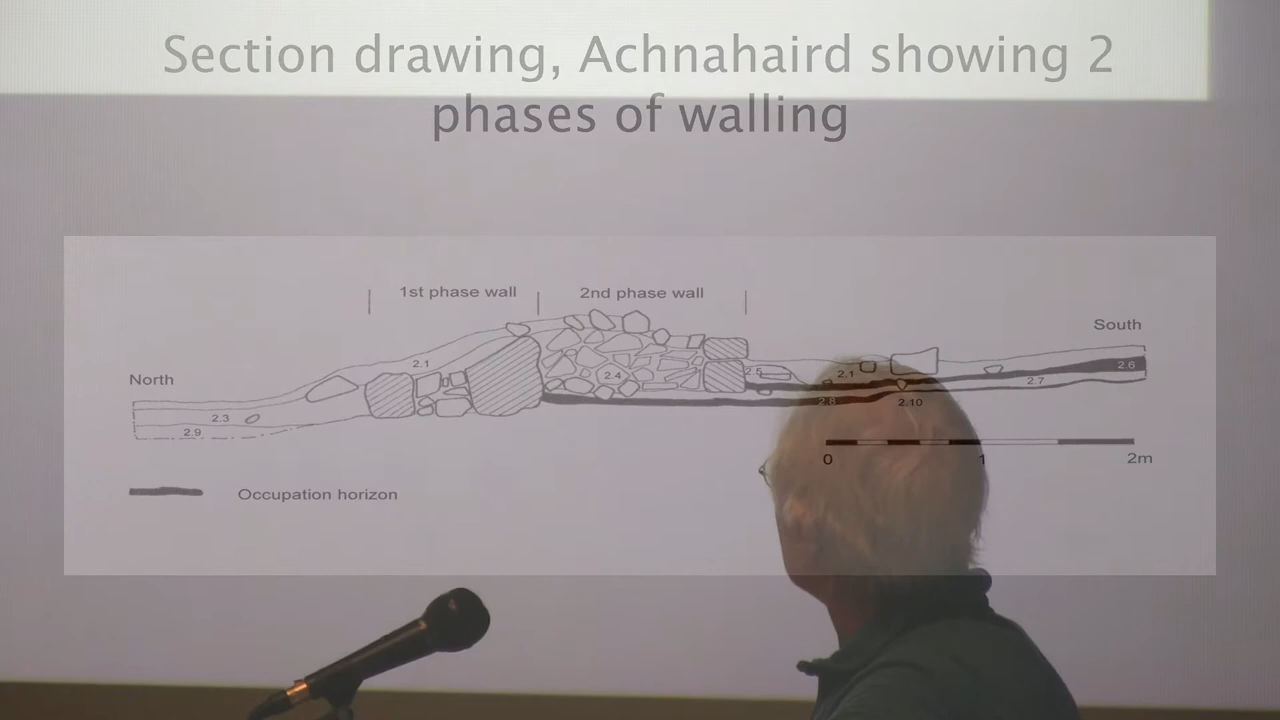 Section drawing, Achnahaird showing 2
phases of walling
1st phase wall
2nd phase wall
South
North
2.1
2.4
2.5
2.1
2.6
2.7
2.3
2.8
2.10
2.9
0
1
2m
Occupation horizon